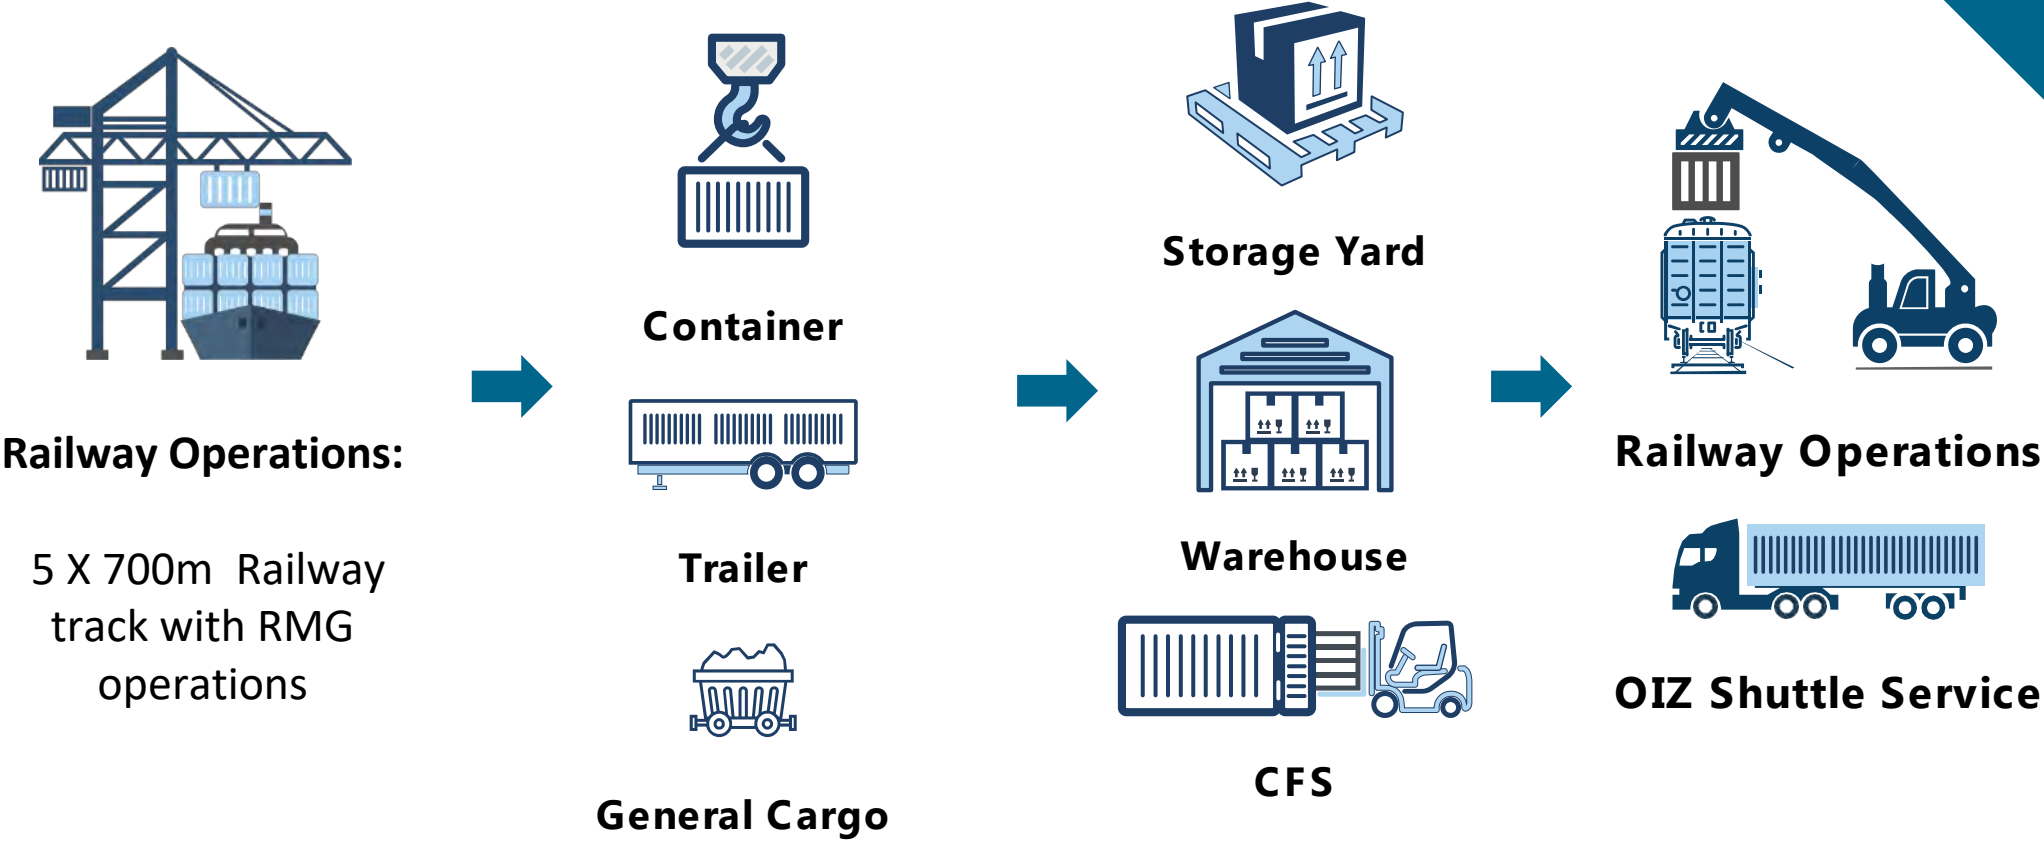 Railway Operations:
5 X 700m Railway
track with RMG
operations
Container
Trailer
General Cargo
Storage Yard
Warehouse
CFS
Railway Operations
OIZ Shuttle Service